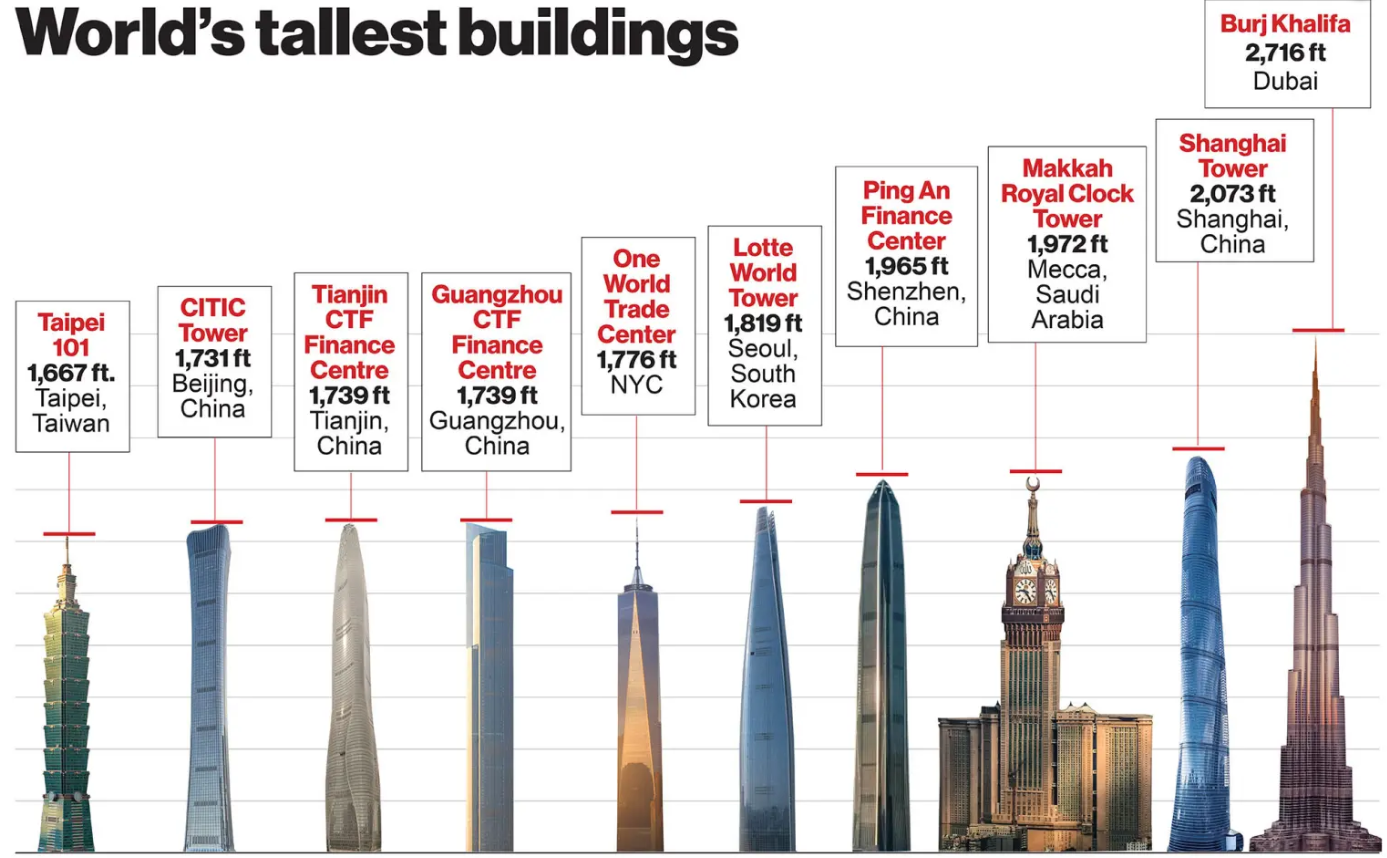 World's tallest buildings
Burj Khalifa
2,716 ft
Dubai
Shanghai
Tower
2,073 ft
Shanghai,
China
Makkah
Royal Clock
Tower
1,972 ft
Mecca,
Saudi
Arabia
Ping An
Finance
Center
1,965 ft
Shenzhen,
China
Lotte
World
Tower
1,819 ft
Seoul,
South
Korea
One
World
Trade
Center
1,776 ft
NYC
Guangzhou
CTF
Finance
Centre
1,739 ft
Guangzhou,
China
Tianjin
CTF
Finance
Centre
1,739 ft
Tianjin,
China
CITIC
Tower
1,731 ft
Beijing,
China
Taipei
101
1,667 ft.
Taipei,
Taiwan